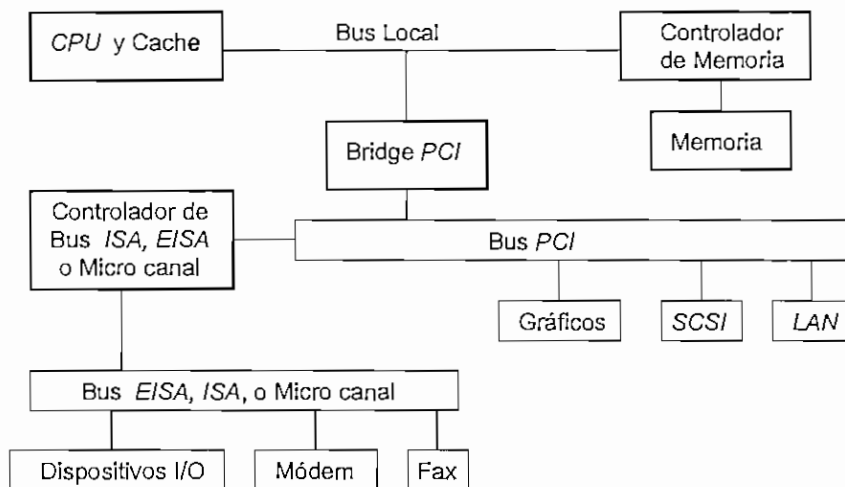 CPU y Cache
Bus Local
Controlador
de Memoria
Memoria
Bridge PCI
Controlador de
Bus ISA, EISA
o Micro canal
Bus PCI
Gráficos
SCSI
LAN
Bus EISA, ISA, o Micro canal
Dispositivos I/O
Módem
Fax